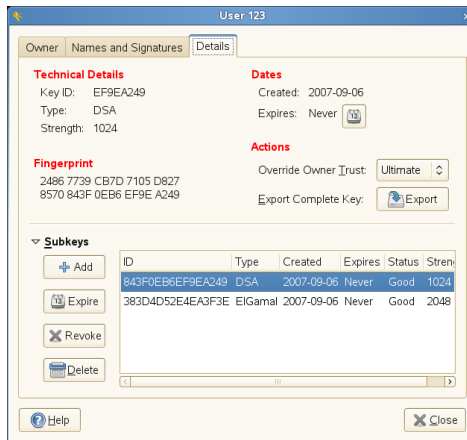 User 123
Owner Names and Signatures Details
Technical Details
Key ID: EF9EA249
Type: DSA
Strength: 1024
Dates
Created: 2007-09-06
Expires: Never
Actions
Override Owner Trust: Ultimate
Export Complete Key: Export
Fingerprint
2486 7739 CB7D 7105 D827
8570 843F 0EB6 EF9E A249
Subkeys
Add
Expire
Revoke
Delete
ID Type Created Expires Status Stren
843F0EB6EF9EA249 DSA 2007-09-06 Never Good 1024
383D4D52E4EA3F3E ElGamal 2007-09-06 Never Good 2048
Help
Close